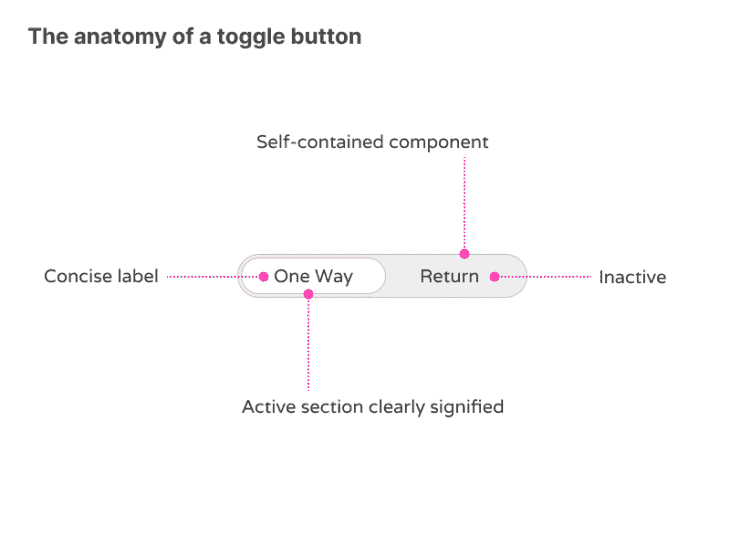 The anatomy of a toggle button
Self-contained component
Concise label
One Way
Return
Inactive
Active section clearly signified